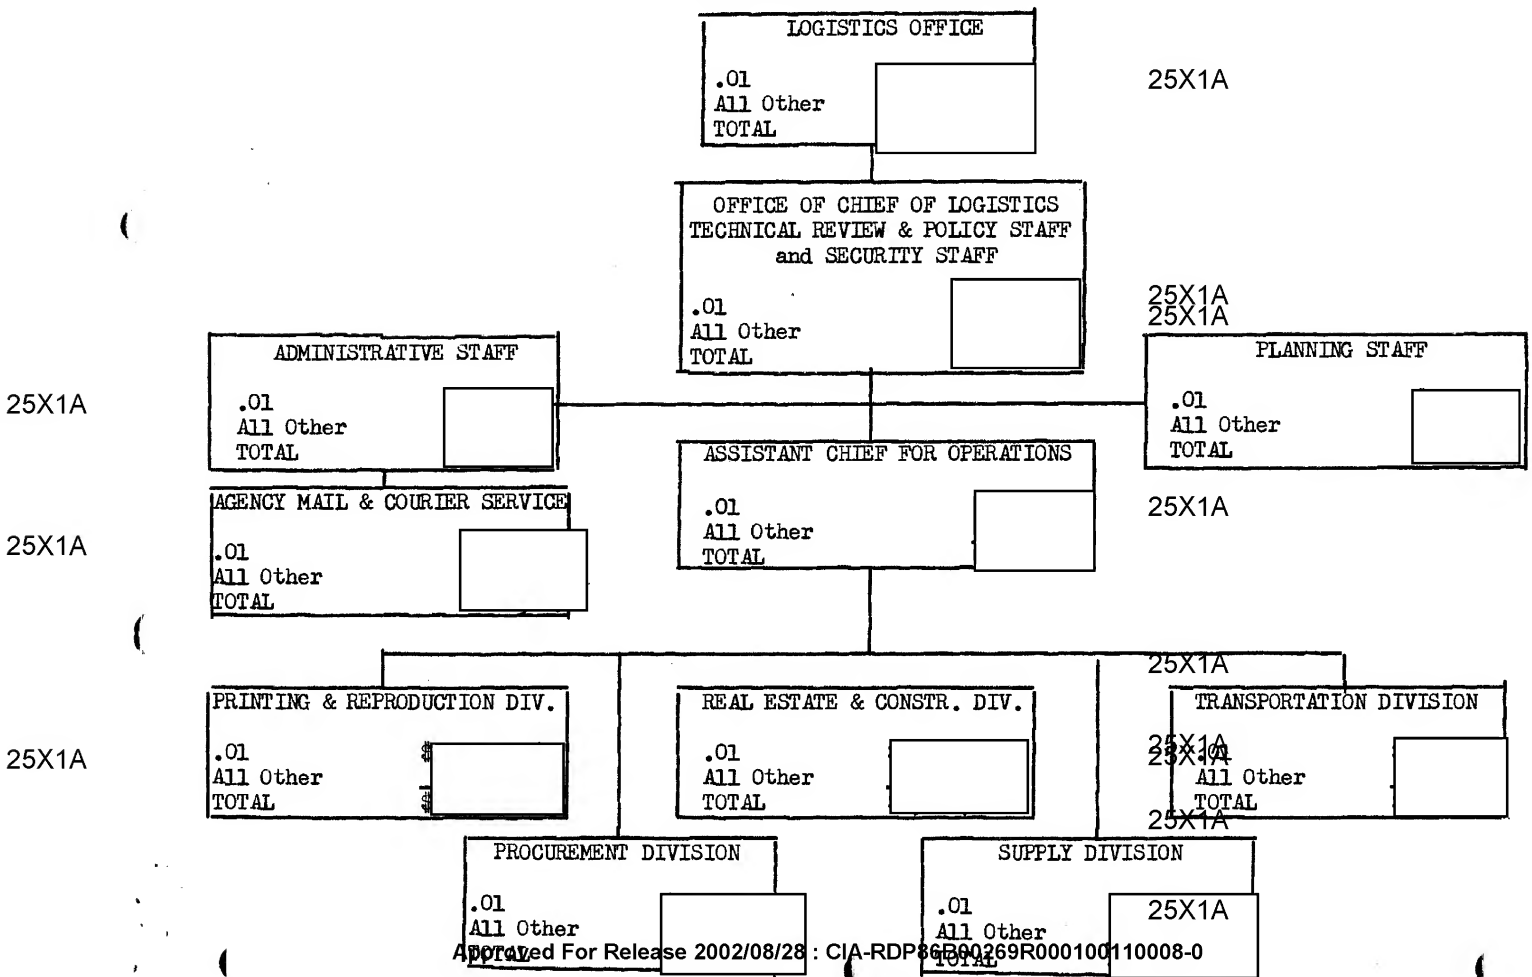 LOGISTICS OFFICE
.01
All Other
TOTAL
25X1A
OFFICE OF CHIEF OF LOGISTICS
TECHNICAL REVIEW & POLICY STAFF
and SECURITY STAFF
.01
All Other
TOTAL
25X1A
25X1A
ADMINISTRATIVE STAFF
.01
All Other
TOTAL
25X1A
PLANNING STAFF
.01
All Other
TOTAL
ASSISTANT CHIEF FOR OPERATIONS
.01
All Other
TOTAL
25X1A
AGENCY MAIL & COURIER SERVICE
.01
All Other
TOTAL
25X1A
25X1A
PRINTING & REPRODUCTION DIV.
.01
All Other
TOTAL
25X1A
REAL ESTATE & CONSTR. DIV.
.01
All Other
TOTAL
TRANSPORTATION DIVISION
25X1A
25X1A
.01
All Other
TOTAL
25X1A
PROCUREMENT DIVISION
.01
All Other
TOTAL
SUPPLY DIVISION
.01
All Other
TOTAL
25X1A
Approved For Release 2002/08/28 : CIA-RDP86B00269R000100110008-0